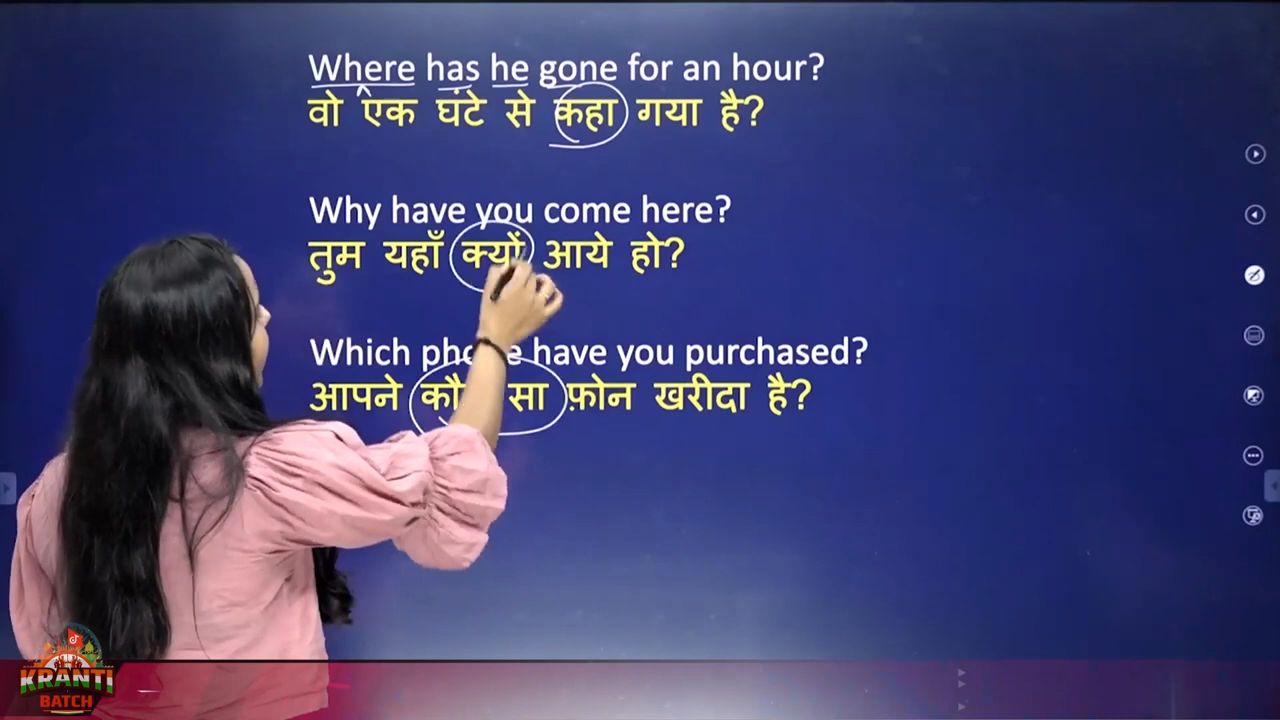 Where has he gone for an hour?
वो एक घंटे से कहा गया है?
Why have you come here?
तुम यहाँ क्यों आये हो?
Which have you purchased?
आपने सा फ़ोन खरीदा है?
KRANTI
BATCH